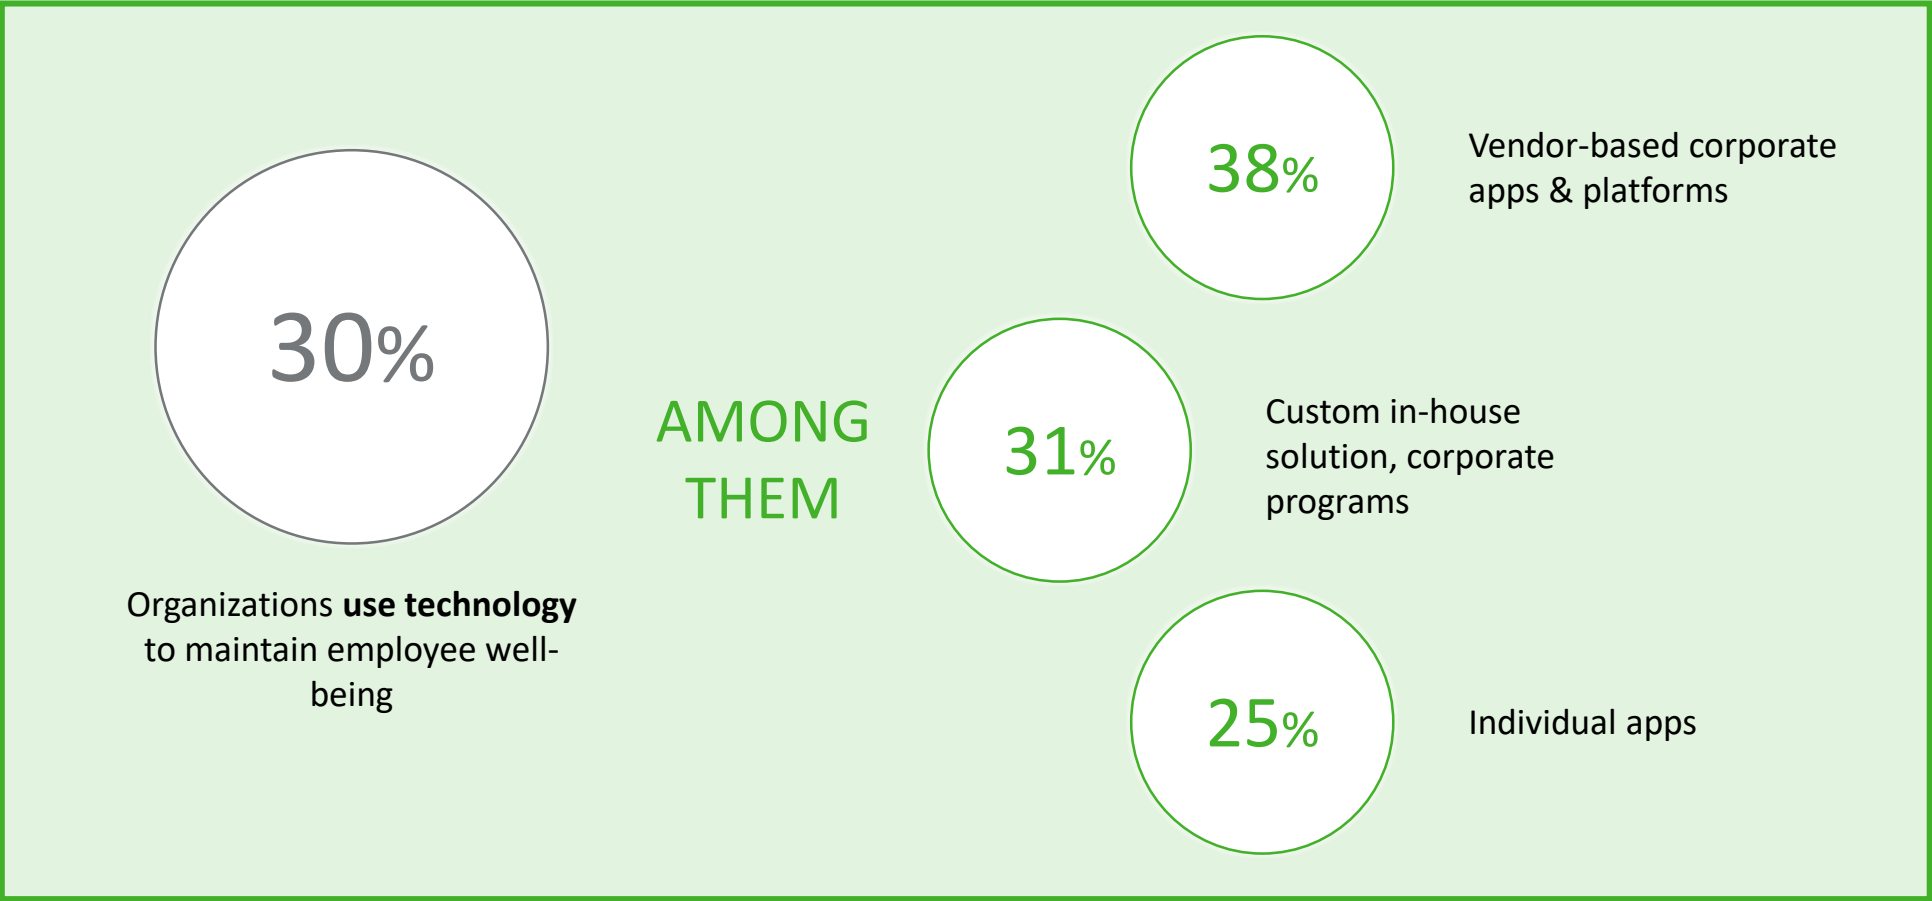 30%
Organizations use technology
to maintain employee well-
being
AMONG
THEM
38%
Vendor-based corporate
apps & platforms
31%
Custom in-house
solution, corporate
programs
25%
Individual apps